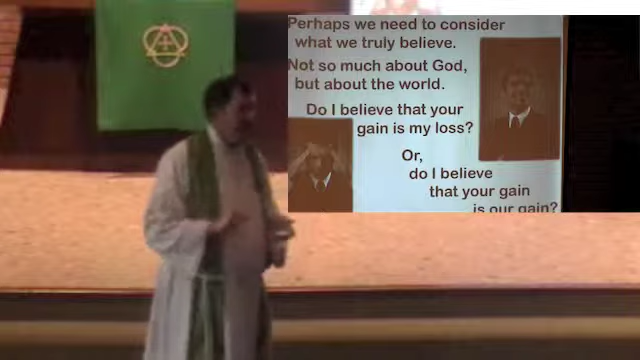 Perhaps we need to consider
what we truly believe.
Not so much about God,
but about the world.
Do I believe that your
gain is my loss?
Or,
do I believe
that your gain
is our gain?